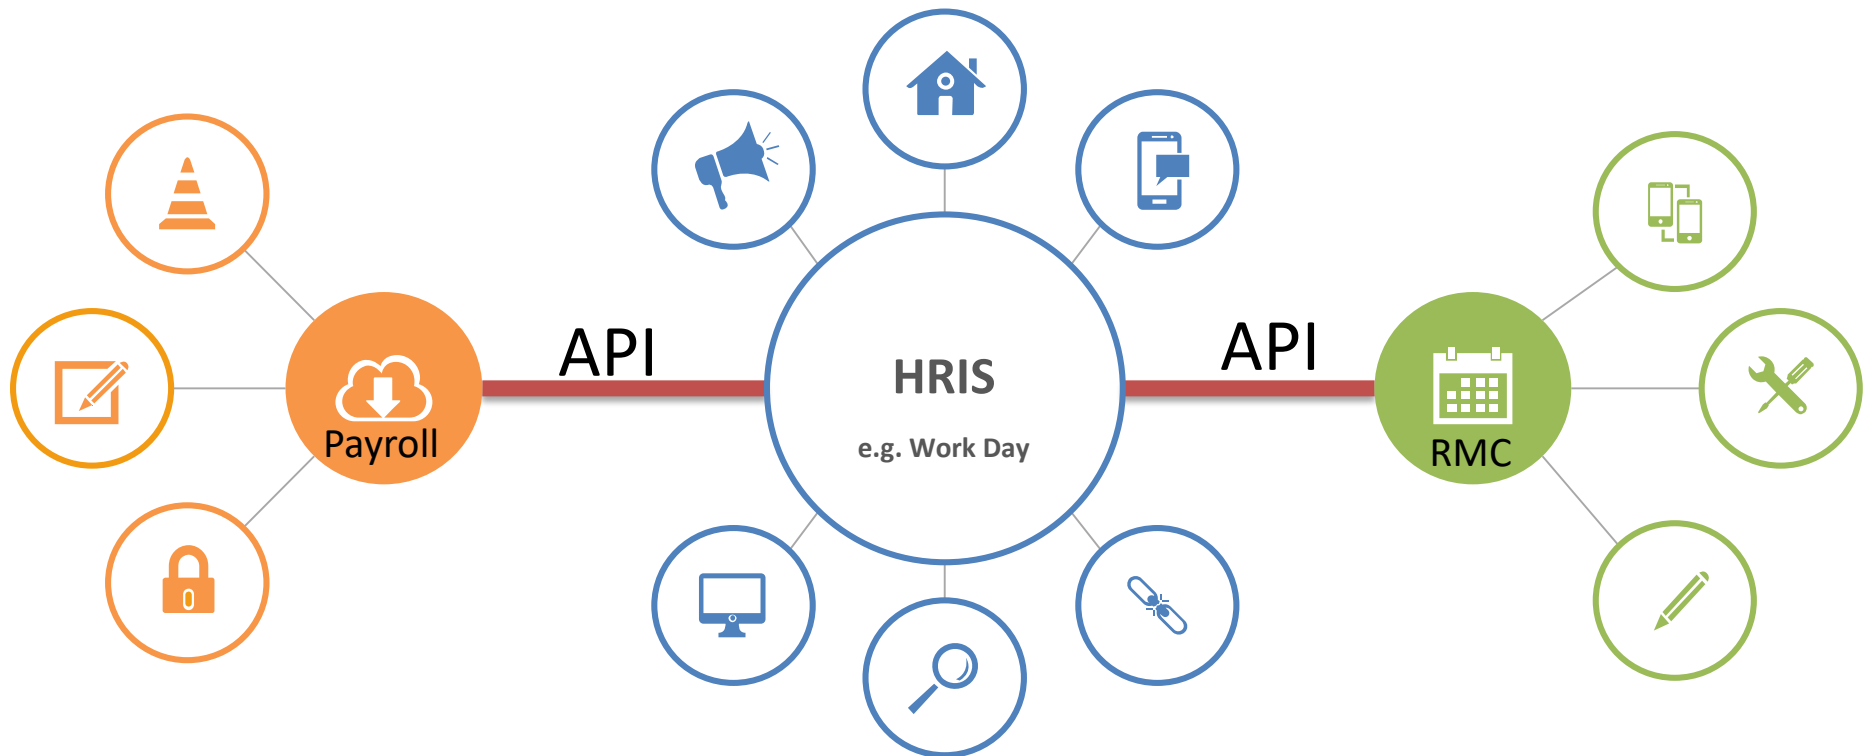 Payroll
API
HRIS
e.g. Work Day
API
RMC